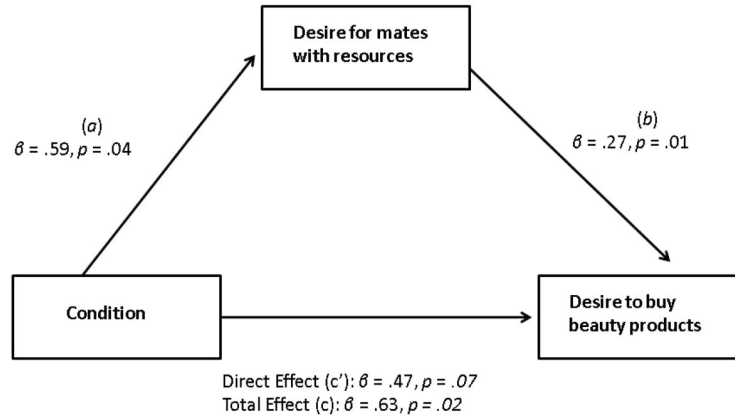 Desire for mates
with resources
(a)
β = .59, p = .04
(b)
β = .27, p = .01
Condition
Desire to buy
beauty products
Direct Effect (c'): β = .47, p = .07
Total Effect (c): β = .63, p = .02